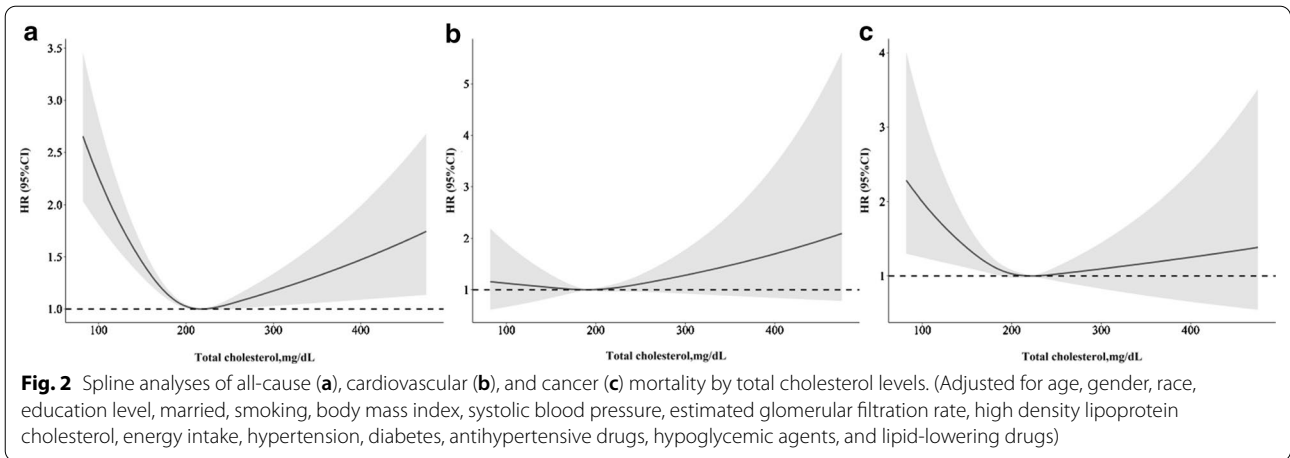 a
3.5
3.0
2.5
2.0
1.5
1.0
HR (95%CI)
100 200 300 400
Total cholesterol,mg/dL
b
5
4
3
2
1
HR (95%CI)
100 200 300 400
Total cholesterol,mg/dL
c
4
3
2
1
HR (95%CI)
100 200 300 400
Total cholesterol,mg/dL
Fig. 2 Spline analyses of all-cause (a), cardiovascular (b), and cancer (c) mortality by total cholesterol levels. (Adjusted for age, gender, race,
education level, married, smoking, body mass index, systolic blood pressure, estimated glomerular filtration rate, high density lipoprotein
cholesterol, energy intake, hypertension, diabetes, antihypertensive drugs, hypoglycemic agents, and lipid-lowering drugs)